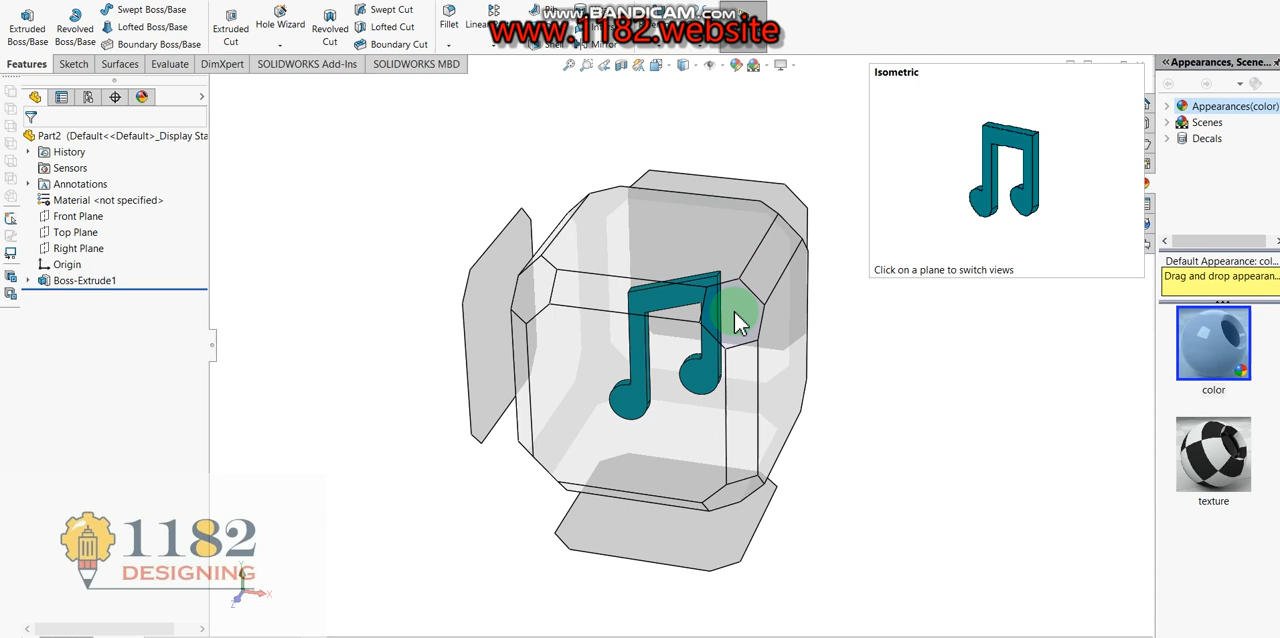 www.BANDICAM.com
www.1182.website
Extruded Boss/Base
Revolved Boss/Base
Swept Boss/Base
Lofted Boss/Base
Boundary Boss/Base
Extruded Cut
Hole Wizard
Revolved Cut
Swept Cut
Lofted Cut
Boundary Cut
Fillet
Linear
Rib
Shell
Mirror
Features
Sketch
Surfaces
Evaluate
DimXpert
SOLIDWORKS Add-Ins
SOLIDWORKS MBD
Part2 (Default<<Default>_Display Sta
History
Sensors
Annotations
Material <not specified>
Front Plane
Top Plane
Right Plane
Origin
Boss-Extrude1
Isometric
Click on a plane to switch views
Appearances, Scene...
Appearances(color)
Scenes
Decals
Default Appearance: col...
Drag and drop appearan...
color
texture
1182
DESIGNING
Y
X
Z